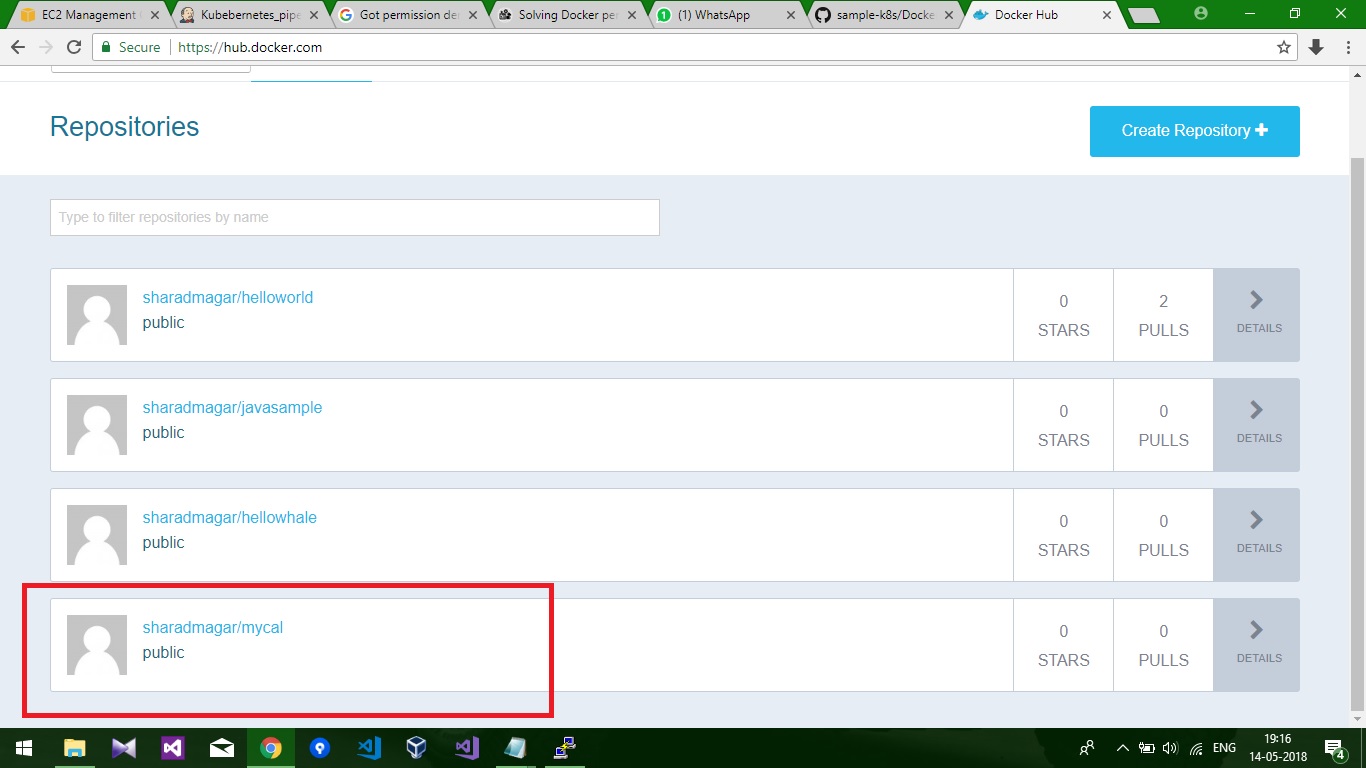 EC2 Management
Kubebernetes_pipe
Got permission de
Solving Docker per
(1) WhatsApp
sample-k8s/Docke
Docker Hub
Secure
https://hub.docker.com
Repositories
Create Repository
Type to filter repositories by name
sharadmagar/helloworld
public
0
STARS
2
PULLS
DETAILS
sharadmagar/javasample
public
0
STARS
0
PULLS
DETAILS
sharadmagar/hellowhale
public
0
STARS
0
PULLS
DETAILS
sharadmagar/mycal
public
0
STARS
0
PULLS
DETAILS
ENG
19:16
14-05-2018
4